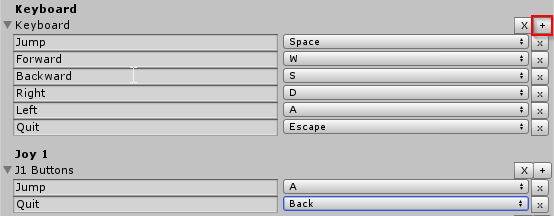 Keyboard
Keyboard X +
Jump Space x
Forward W x
Backward S x
Right D x
Left A x
Quit Escape x
Joy 1
J1 Buttons X +
Jump A x
Quit Back x